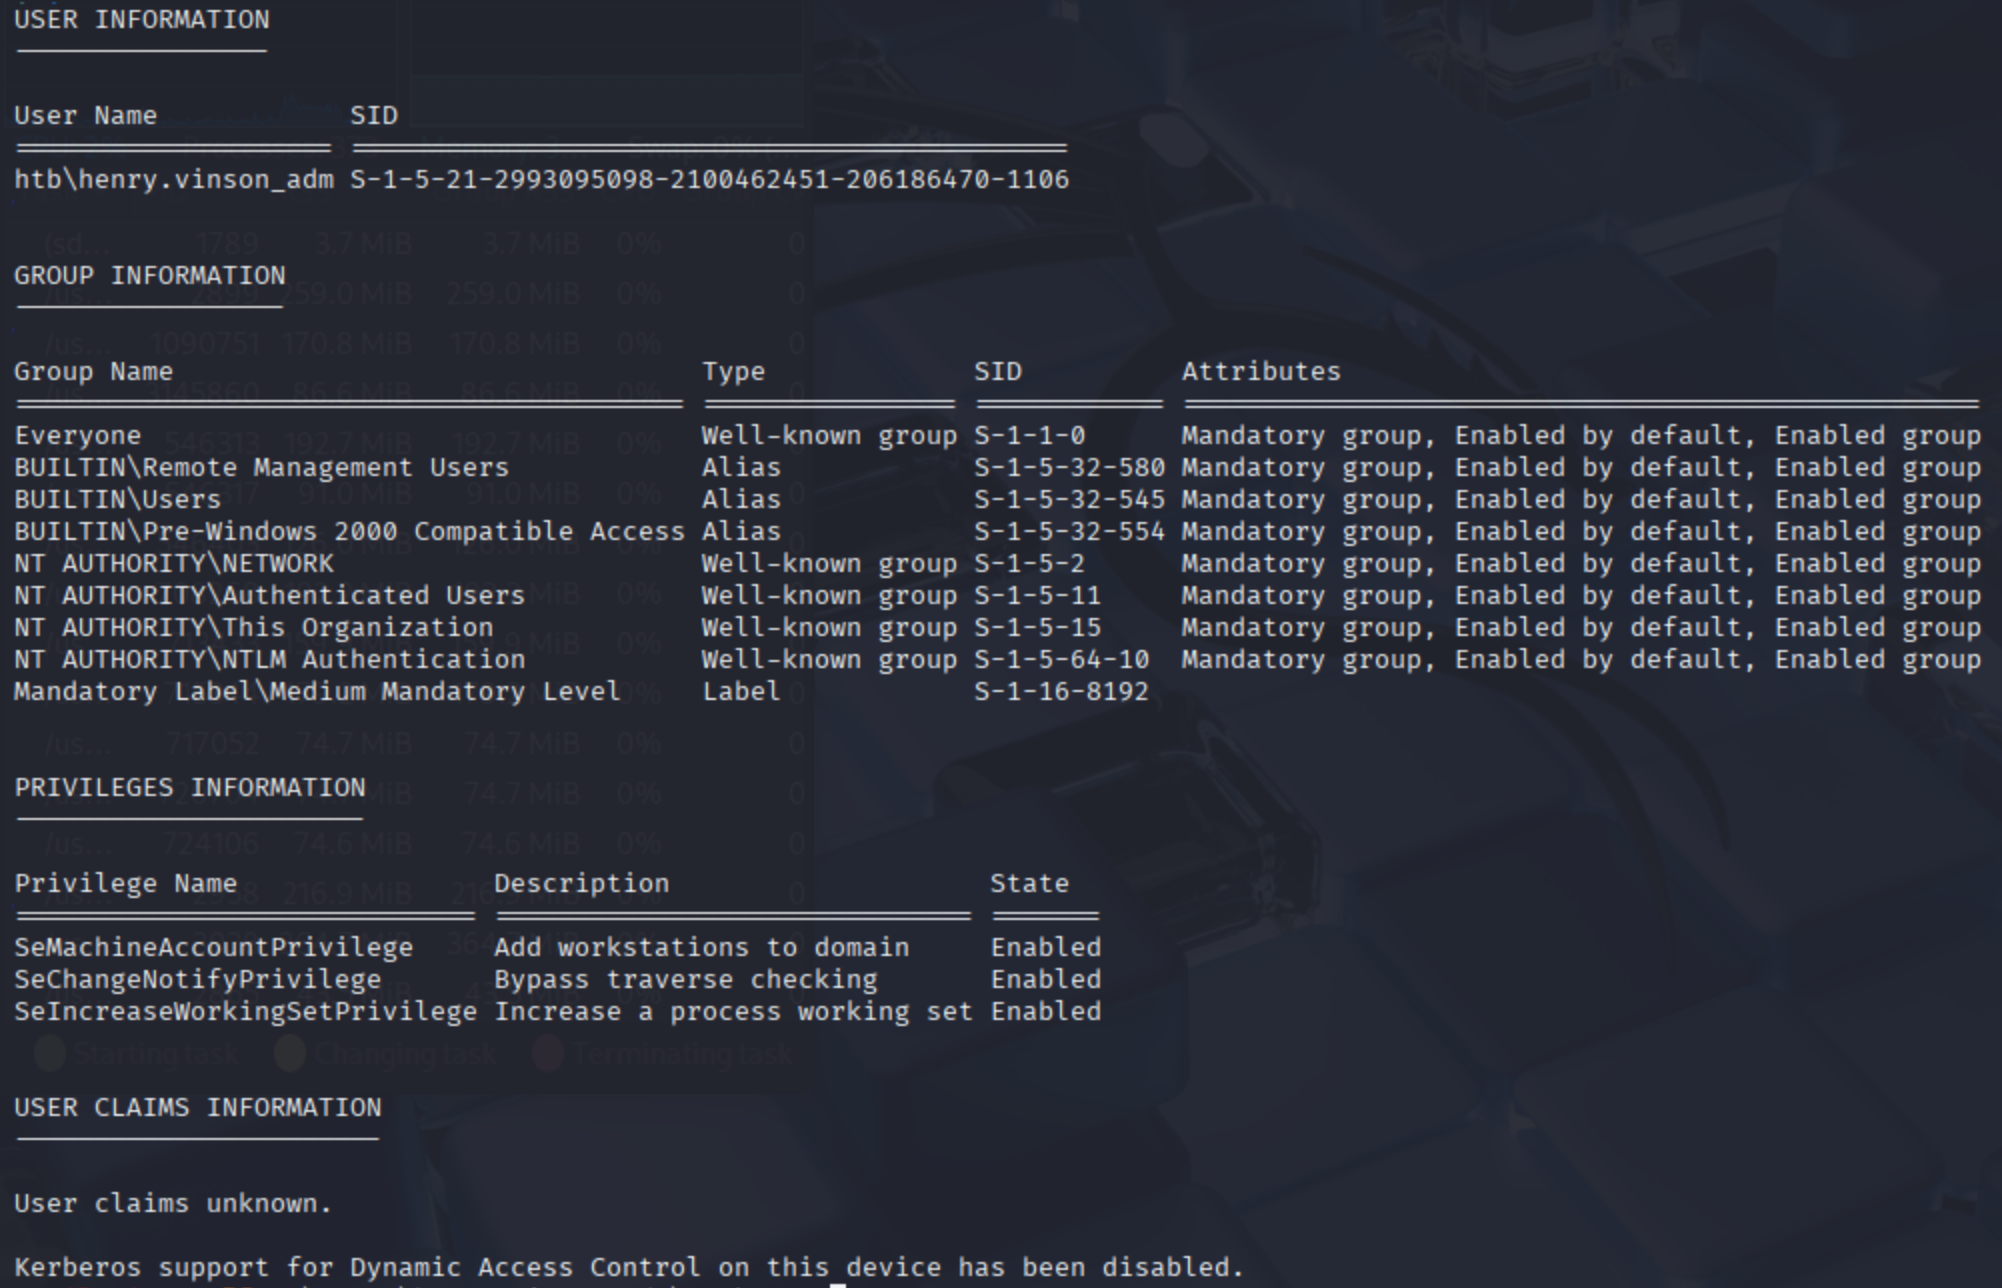 USER INFORMATION
User Name SID
htb\henry.vinson_adm S-1-5-21-2993095098-2100462451-206186470-1106
GROUP INFORMATION
Group Name Type SID Attributes
Everyone Well-known group S-1-1-0 Mandatory group, Enabled by default, Enabled group
BUILTIN\Remote Management Users Alias S-1-5-32-580 Mandatory group, Enabled by default, Enabled group
BUILTIN\Users Alias S-1-5-32-545 Mandatory group, Enabled by default, Enabled group
BUILTIN\Pre-Windows 2000 Compatible Access Alias S-1-5-32-554 Mandatory group, Enabled by default, Enabled group
NT AUTHORITY\NETWORK Well-known group S-1-5-2 Mandatory group, Enabled by default, Enabled group
NT AUTHORITY\Authenticated Users Well-known group S-1-5-11 Mandatory group, Enabled by default, Enabled group
NT AUTHORITY\This Organization Well-known group S-1-5-15 Mandatory group, Enabled by default, Enabled group
NT AUTHORITY\NTLM Authentication Well-known group S-1-5-64-10 Mandatory group, Enabled by default, Enabled group
Mandatory Label\Medium Mandatory Level Label S-1-16-8192
PRIVILEGES INFORMATION
Privilege Name Description State
SeMachineAccountPrivilege Add workstations to domain Enabled
SeChangeNotifyPrivilege Bypass traverse checking Enabled
SeIncreaseWorkingSetPrivilege Increase a process working set Enabled
Starting task Changing task Terminating task
USER CLAIMS INFORMATION
User claims unknown.
Kerberos support for Dynamic Access Control on this device has been disabled.